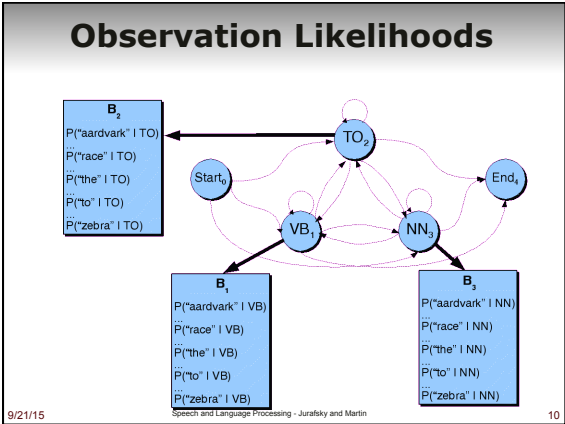 Observation Likelihoods
B2
P("aardvark" | TO)
...
P("race" | TO)
...
P("the" | TO)
...
P("to" | TO)
...
P("zebra" | TO)
TO2
Start0
End4
VB1
NN3
B1
P("aardvark" | VB)
...
P("race" | VB)
...
P("the" | VB)
...
P("to" | VB)
...
P("zebra" | VB)
B3
P("aardvark" | NN)
...
P("race" | NN)
...
P("the" | NN)
...
P("to" | NN)
...
P("zebra" | NN)
9/21/15
Speech and Language Processing - Jurafsky and Martin
10